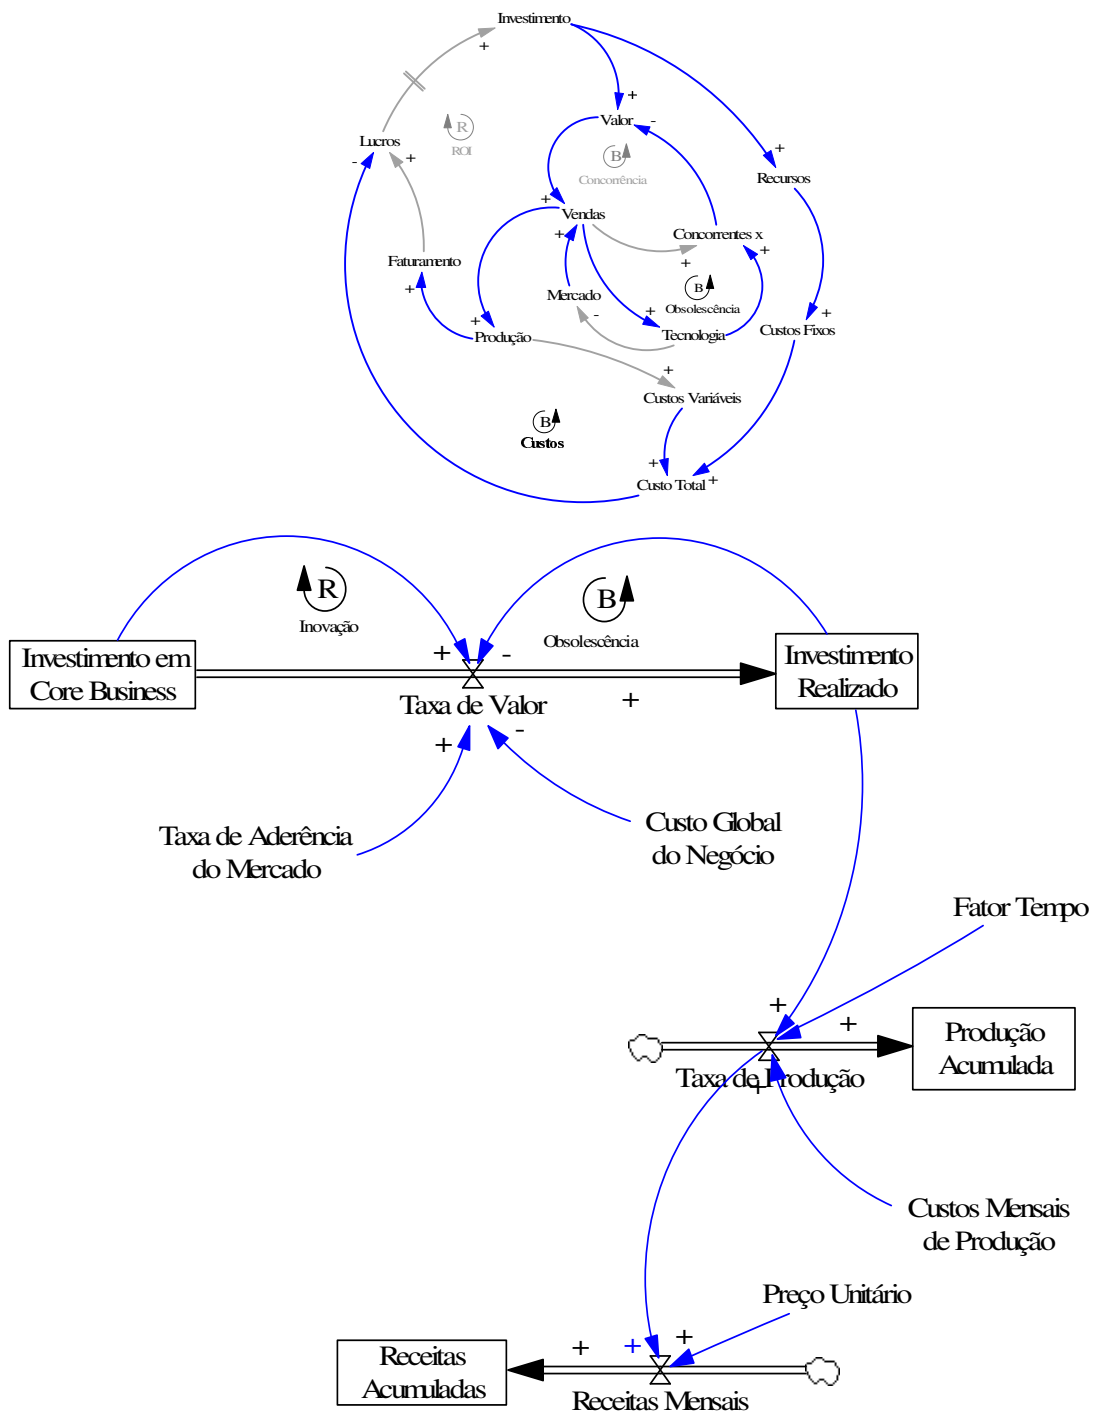 Investimento
+
+
Valor
-
Lucros
-
+
R
ROI
B
Concorrência
+
Recursos
+
Vendas
+
Concorrentes x
+
+
Faturamento
+
B
Obsolescência
Mercado
-
+
+
Tecnologia
+
Custos Fixos
Produção
+
Custos Variáveis
B
Custos
+
+
Custo Total
R
Inovação
B
Obsolescência
+
-
Investimento em
Core Business
Investimento
Realizado
Taxa de Valor
+
+
-
Taxa de Aderência
do Mercado
Custo Global
do Negócio
Fator Tempo
+
+
Produção
Acumulada
Taxa de Produção
+
Custos Mensais
de Produção
Preço Unitário
+
+
+
Receitas
Acumuladas
Receitas Mensais